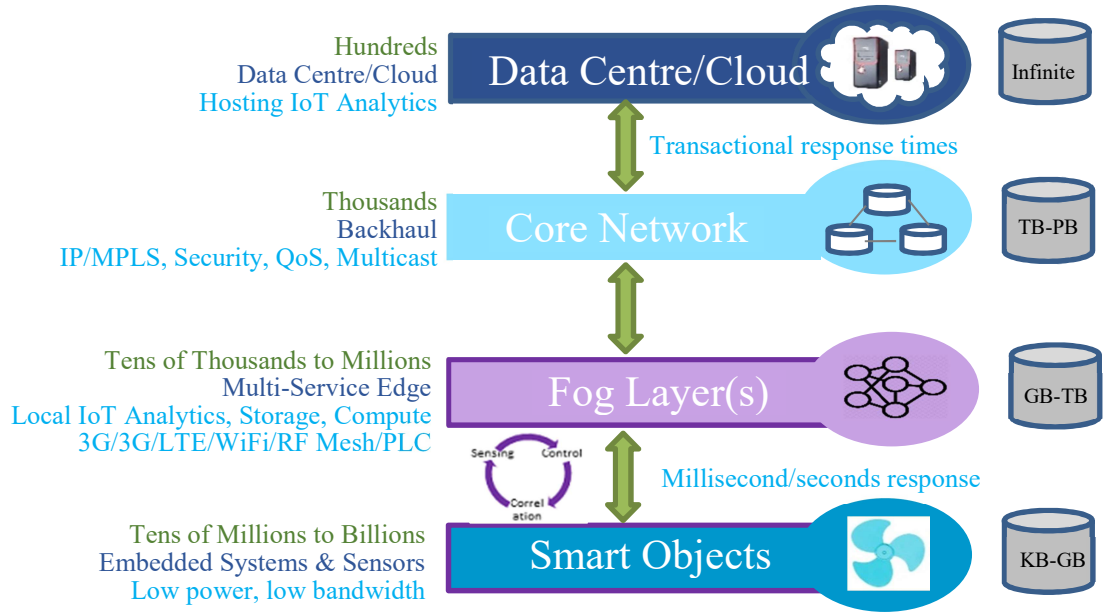 Hundreds
Data Centre/Cloud
Hosting IoT Analytics
Data Centre/Cloud
Infinite
Transactional response times
Thousands
Backhaul
IP/MPLS, Security, QoS, Multicast
Core Network
TB-PB
Tens of Thousands to Millions
Multi-Service Edge
Local IoT Analytics, Storage, Compute
3G/3G/LTE/WiFi/RF Mesh/PLC
Fog Layer(s)
GB-TB
Sensing
Control
Correl
ation
Millisecond/seconds response
Tens of Millions to Billions
Embedded Systems & Sensors
Low power, low bandwidth
Smart Objects
KB-GB